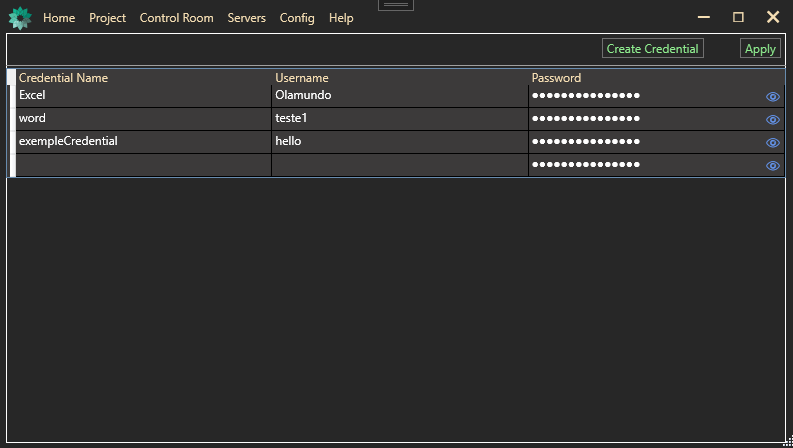 Home Project Control Room Servers Config Help
Create Credential Apply
Credential Name Username Password
Excel Olamundo ●●●●●●●●●●●●●●●
word teste1 ●●●●●●●●●●●●●●●
exempleCredential hello ●●●●●●●●●●●●●●●
●●●●●●●●●●●●●●●